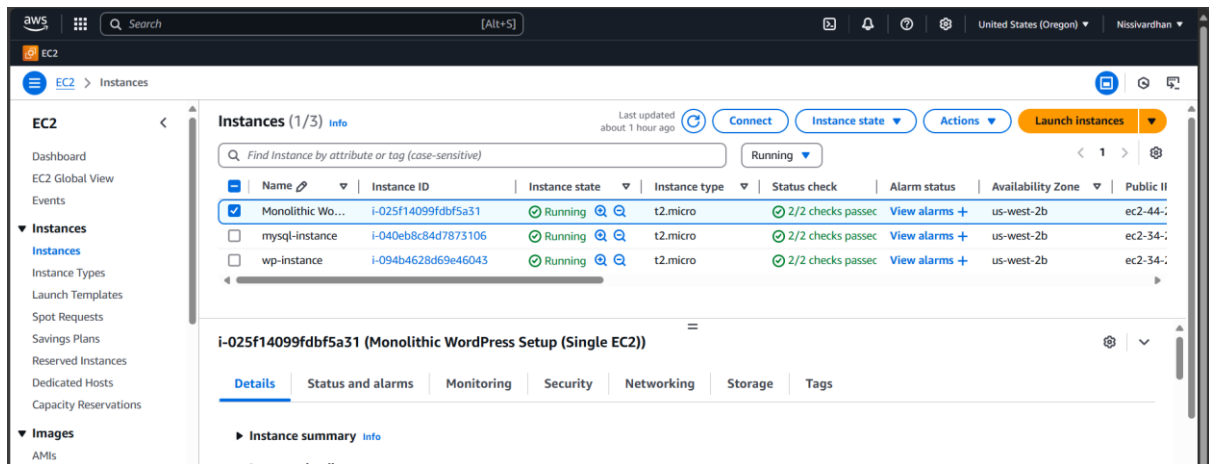 aws Search [Alt+S] United States (Oregon) ▼ Nissivardhan ▼
EC2
EC2 > Instances
EC2
Dashboard
EC2 Global View
Events
▼ Instances
Instances
Instance Types
Launch Templates
Spot Requests
Savings Plans
Reserved Instances
Dedicated Hosts
Capacity Reservations
▼ Images
AMIs
Instances (1/3) Info
Last updated
about 1 hour ago
Connect Instance state ▼ Actions ▼ Launch instances ▼
Find Instance by attribute or tag (case-sensitive) Running ▼ < 1 >
Name Instance ID Instance state Instance type Status check Alarm status Availability Zone Public
Monolithic Wo... i-025f14099fdbf5a31 Running t2.micro 2/2 checks passec View alarms + us-west-2b ec2-44-
mysql-instance i-040eb8c84d7873106 Running t2.micro 2/2 checks passec View alarms + us-west-2b ec2-34-
wp-instance i-094b4628d69e46043 Running t2.micro 2/2 checks passec View alarms + us-west-2b ec2-34-
i-025f14099fdbf5a31 (Monolithic WordPress Setup (Single EC2))
Details Status and alarms Monitoring Security Networking Storage Tags
▶ Instance summary Info